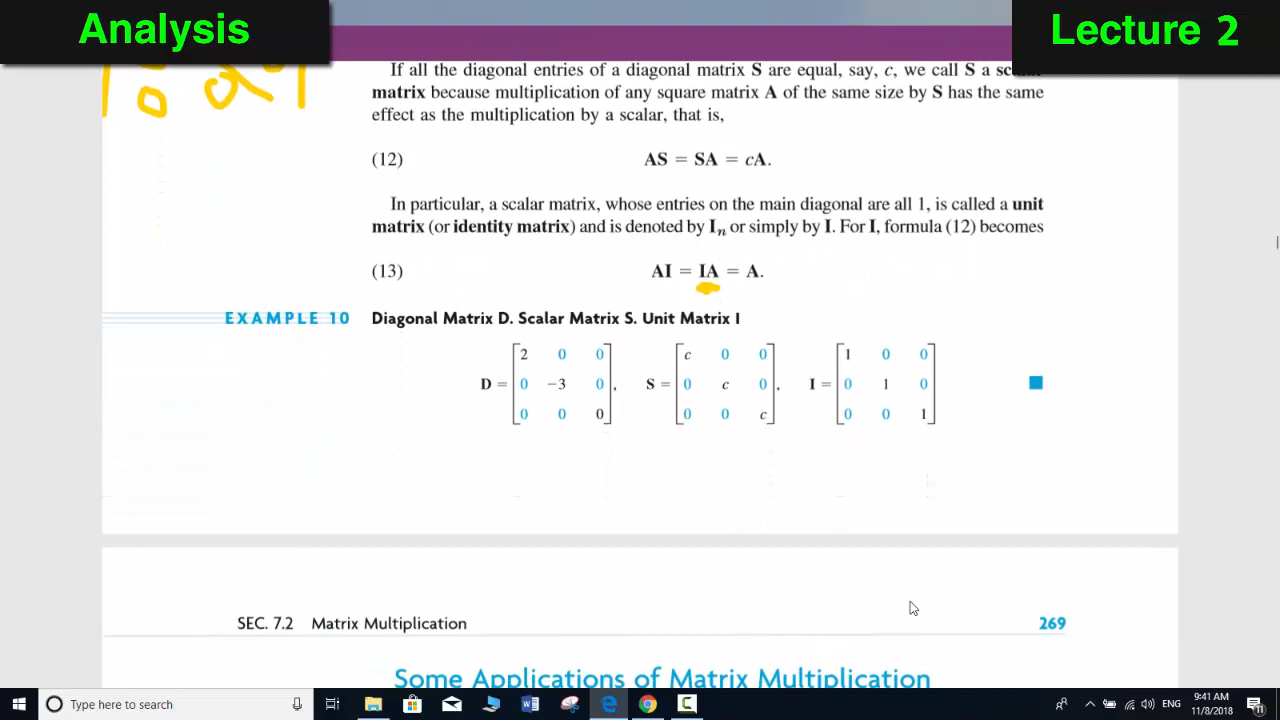 Analysis
Lecture 2
If all the diagonal entries of a diagonal matrix S are equal, say, c, we call S a
matrix because multiplication of any square matrix A of the same size by S has the same
effect as the multiplication by a scalar, that is,
(12) AS = SA = cA.
In particular, a scalar matrix, whose entries on the main diagonal are all 1, is called a unit
matrix (or identity matrix) and is denoted by Iₙ or simply by I. For I, formula (12) becomes
(13) AI = IA = A.
EXAMPLE 10 Diagonal Matrix D. Scalar Matrix S. Unit Matrix I
2 0 0 c 0 0 1 0 0
D = 0 −3 0 , S = 0 c 0 , I = 0 1 0
0 0 0 0 0 c 0 0 1
SEC. 7.2 Matrix Multiplication 269
Some Applications of Matrix Multiplication
Type here to search
ENG
9:41 AM
11/8/2018